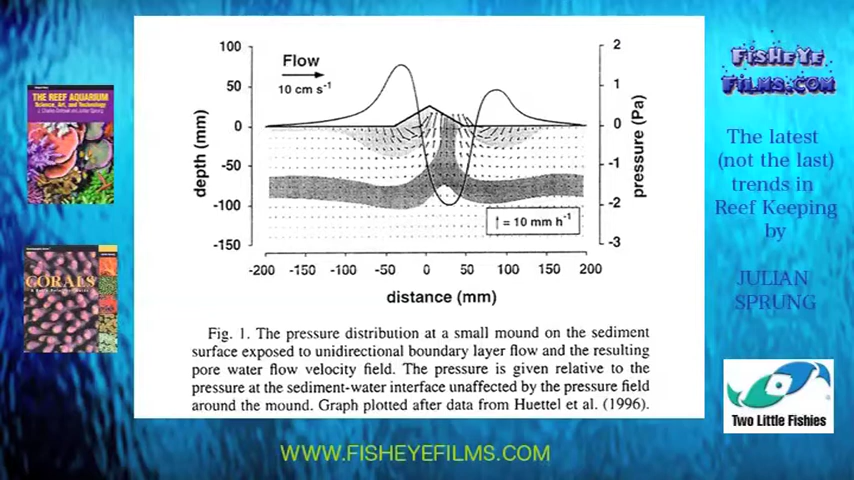 100
50
0
-50
-100
-150
depth (mm)
Flow
10 cm s-1
2
1
0
-1
-2
-3
pressure (Pa)
↑ = 10 mm h-1
-200 -150 -100 -50 0 50 100 150 200
distance (mm)
Fig. 1. The pressure distribution at a small mound on the sediment
surface exposed to unidirectional boundary layer flow and the resulting
pore water flow velocity field. The pressure is given relative to the
pressure at the sediment-water interface unaffected by the pressure field
around the mound. Graph plotted after data from Huettel et al. (1996).
THE REEF AQUARIUM
Science, Art, and Technology
CORALS
FISHEYE
FILMS.COM
The latest
(not the last)
trends in
Reef Keeping
by
JULIAN
SPRUNG
Two Little Fishies
WWW.FISHEYEFILMS.COM